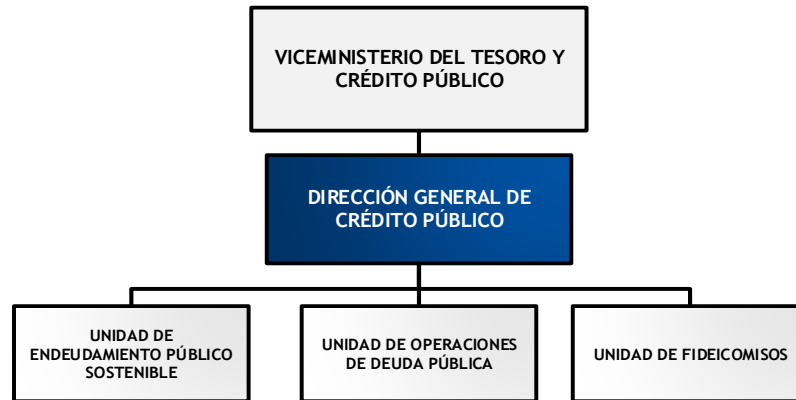 VICEMINISTERIO DEL TESORO Y
CRÉDITO PÚBLICO
DIRECCIÓN GENERAL DE
CRÉDITO PÚBLICO
UNIDAD DE
ENDEUDAMIENTO PÚBLICO
SOSTENIBLE
UNIDAD DE OPERACIONES
DE DEUDA PÚBLICA
UNIDAD DE FIDEICOMISOS